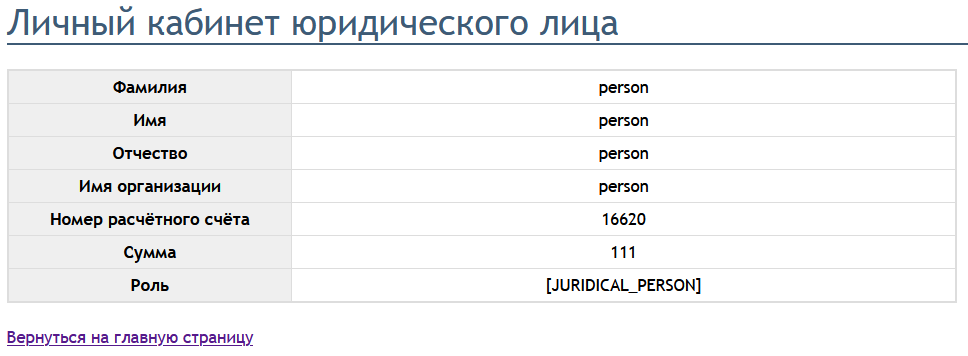 Личный кабинет юридического лица
Фамилия person
Имя person
Отчество person
Имя организации person
Номер расчётного счёта 16620
Сумма 111
Роль [JURIDICAL_PERSON]
Вернуться на главную страницу